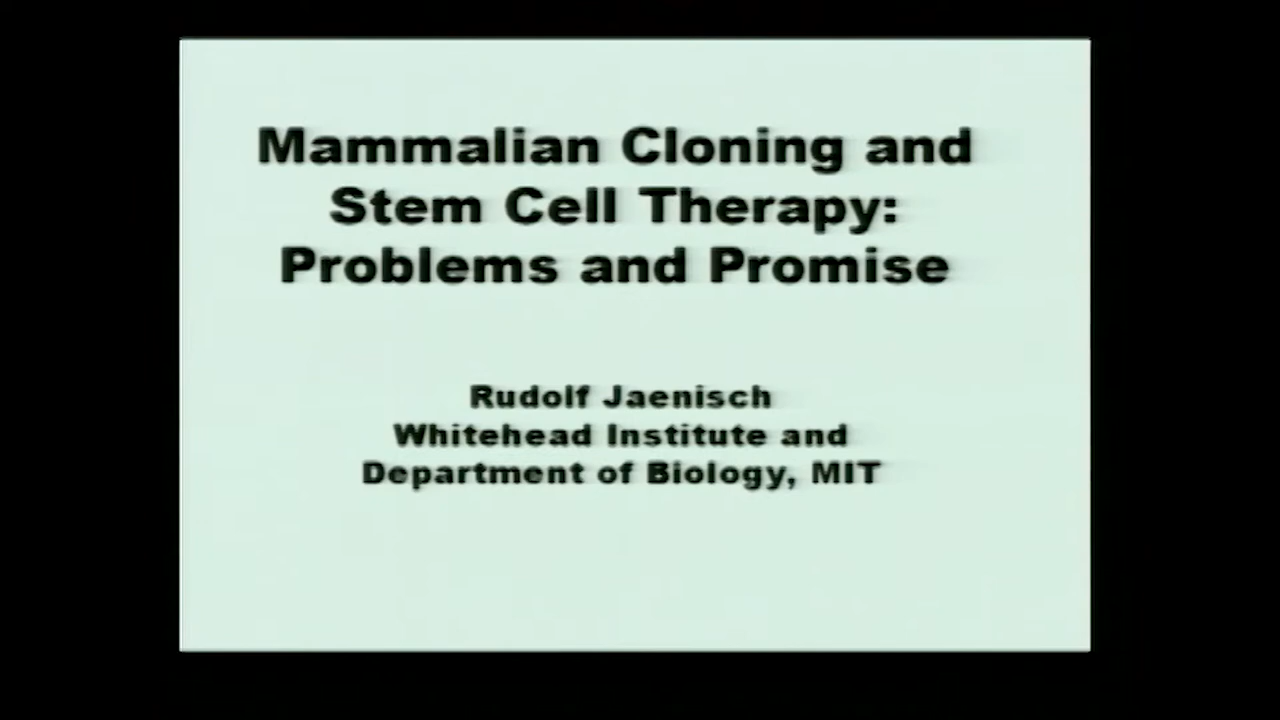 Mammalian Cloning and
Stem Cell Therapy:
Problems and Promise
Rudolf Jaenisch
Whitehead Institute and
Department of Biology, MIT